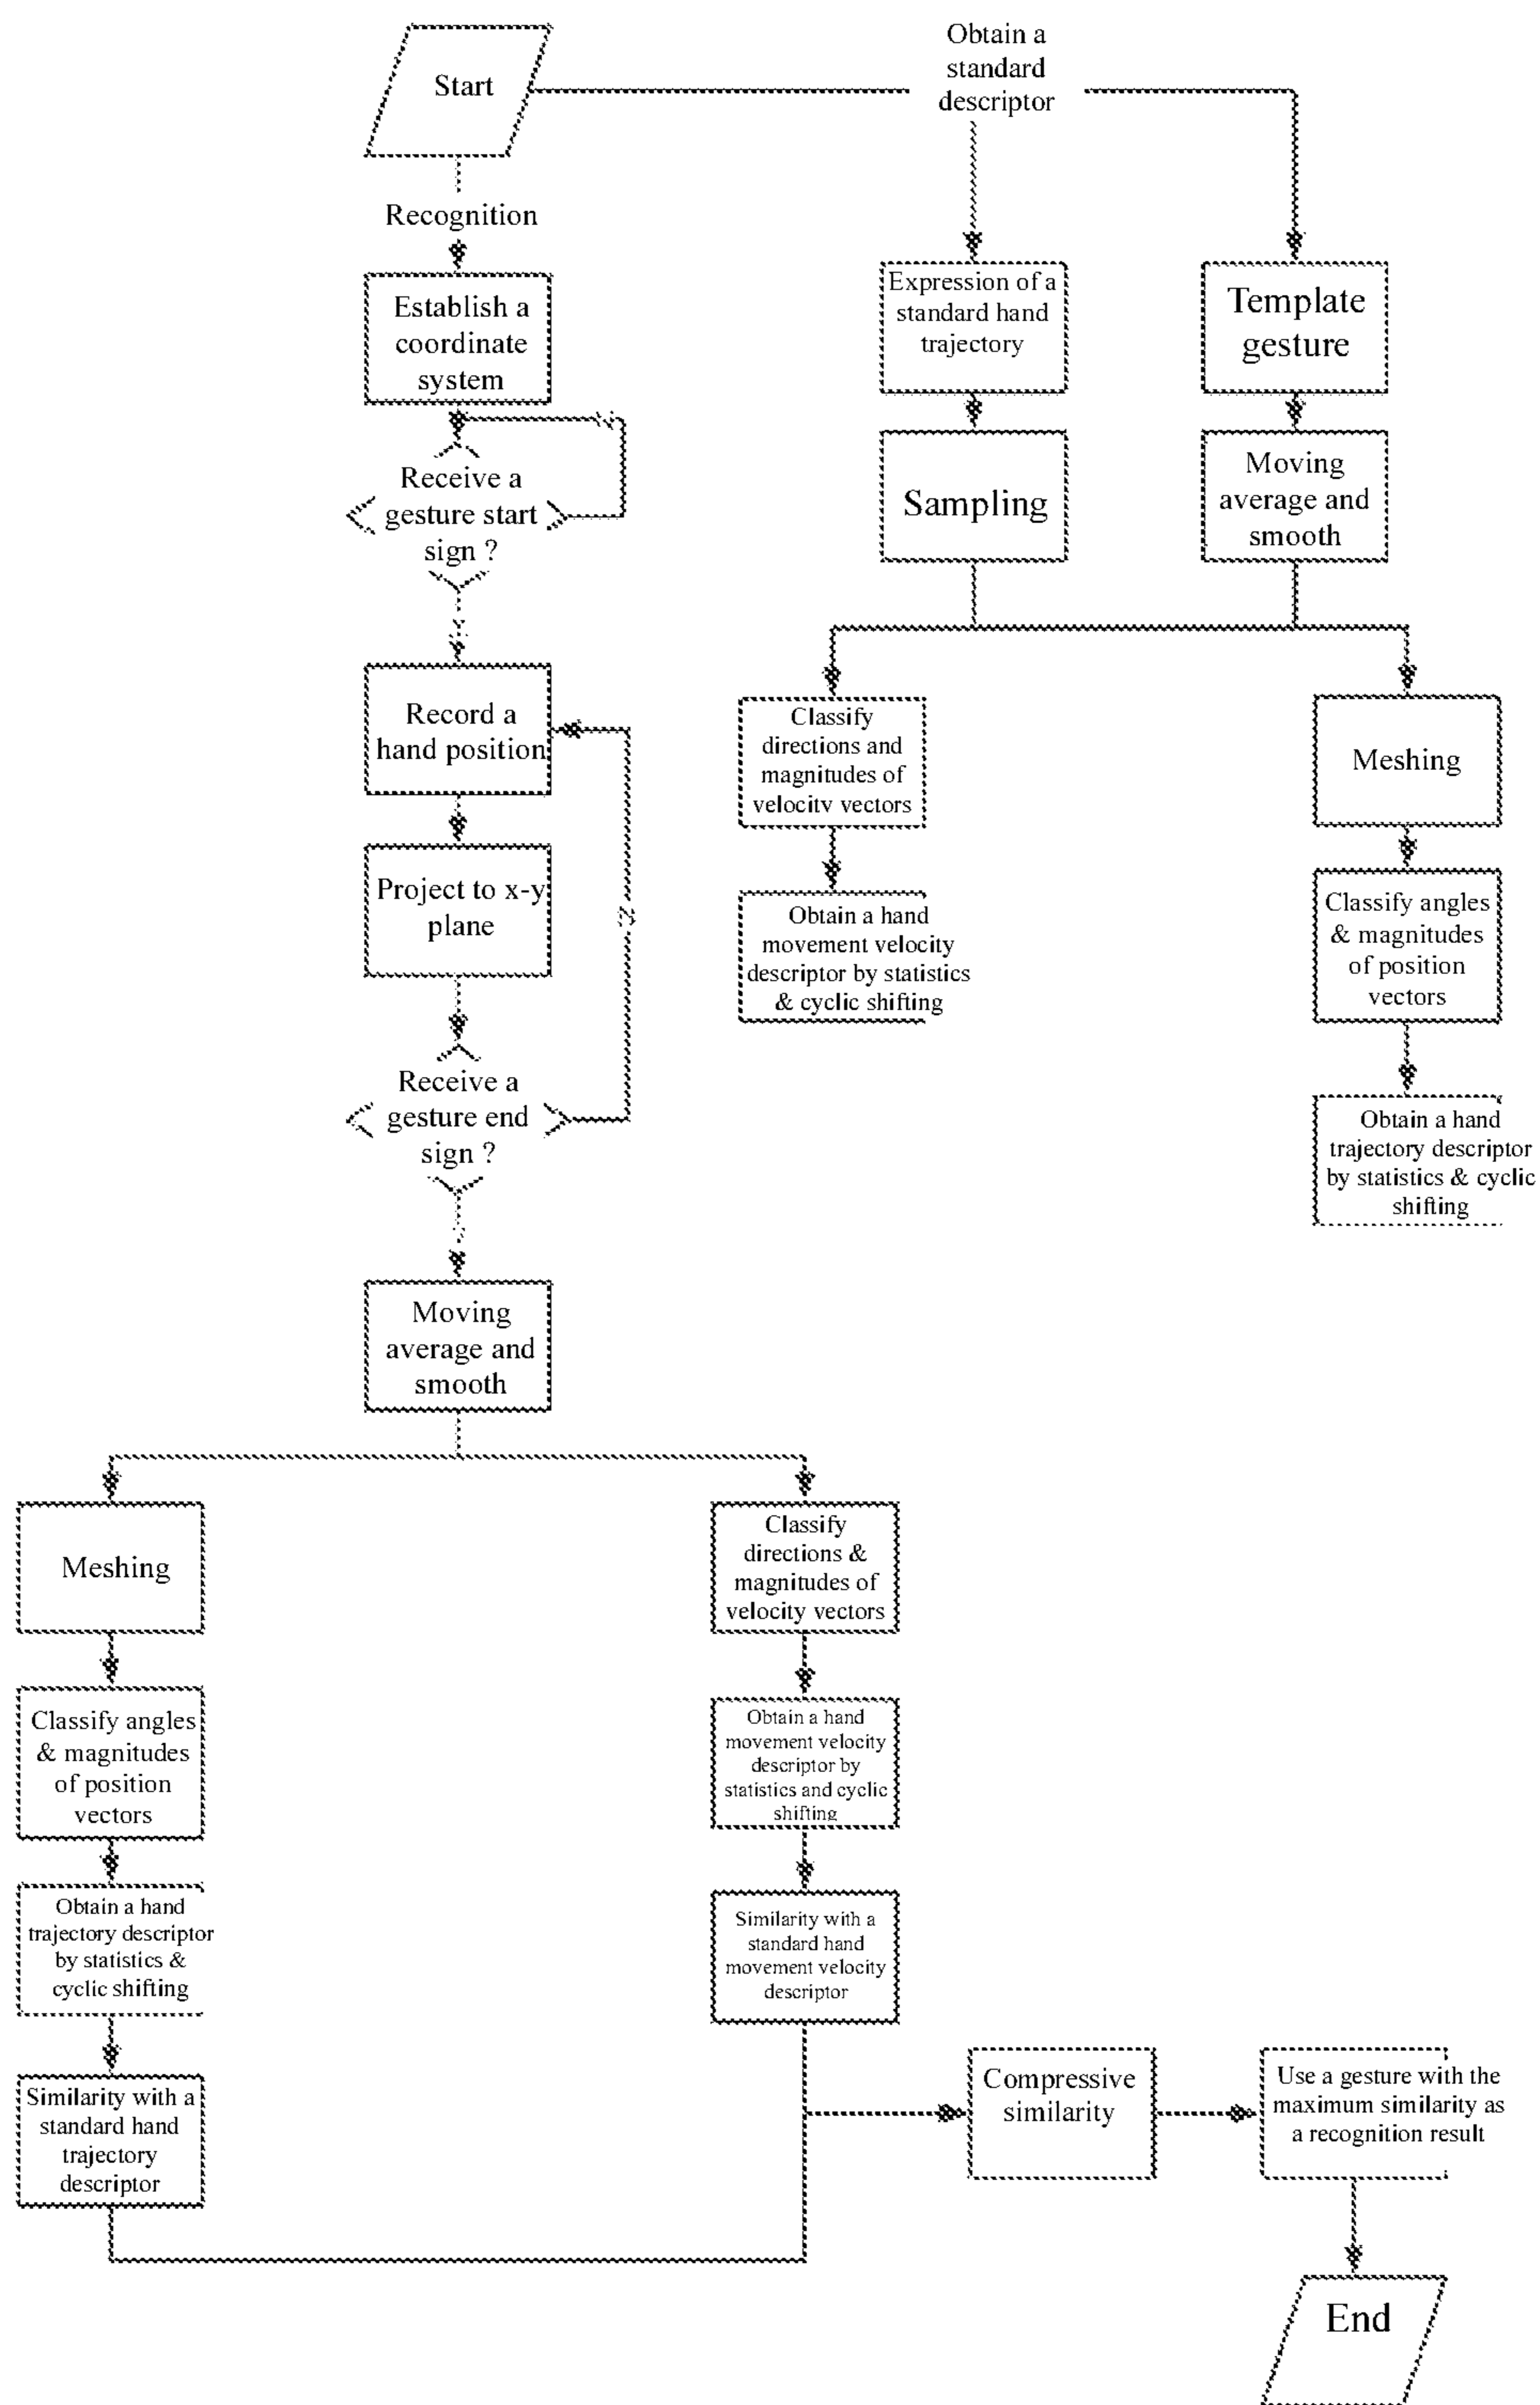 Start
Obtain a
standard
descriptor
Recognition
Establish a
coordinate
system
Expression of a
standard hand
trajectory
Template
gesture
Receive a
gesture start
sign ?
N
Sampling
Moving
average and
smooth
Y
Record a
hand position
Classify
directions and
magnitudes of
velocity vectors
Meshing
Project to x-y
plane
N
Obtain a hand
movement velocity
descriptor by statistics
& cyclic shifting
Classify angles
& magnitudes
of position
vectors
Receive a
gesture end
sign ?
Obtain a hand
trajectory descriptor
by statistics & cyclic
shifting
Y
Moving
average and
smooth
Meshing
Classify
directions &
magnitudes of
velocity vectors
Classify angles
& magnitudes
of position
vectors
Obtain a hand
movement velocity
descriptor by
statistics and cyclic
shifting
Obtain a hand
trajectory descriptor
by statistics &
cyclic shifting
Similarity with a
standard hand
movement velocity
descriptor
Similarity with a
standard hand
trajectory
descriptor
Compressive
similarity
Use a gesture with the
maximum similarity as
a recognition result
End